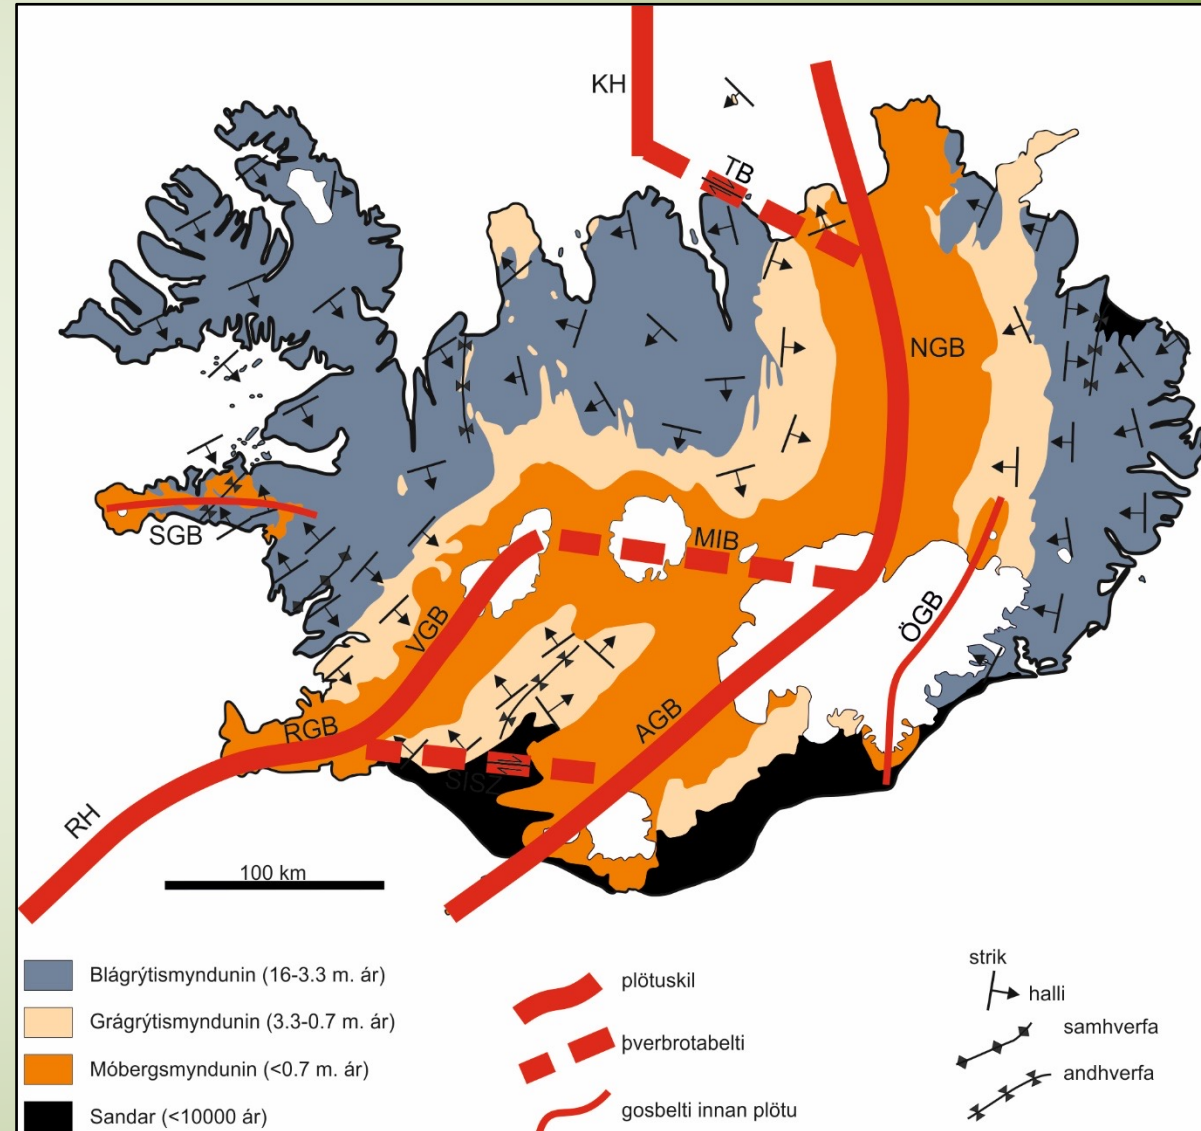 KH
TB
NGB
SGB
MIB
VGB
ÖGB
RGB
AGB
SISZ
RH
100 km
Blágrýtismyndunin (16-3.3 m. ár)
Grágrýtismyndunin (3.3-0.7 m. ár)
Móbergsmyndunin (<0.7 m. ár)
Sandar (<10000 ár)
plötuskil
þverbrotabelti
gosbelti innan plötu
strik
halli
samhverfa
andhverfa